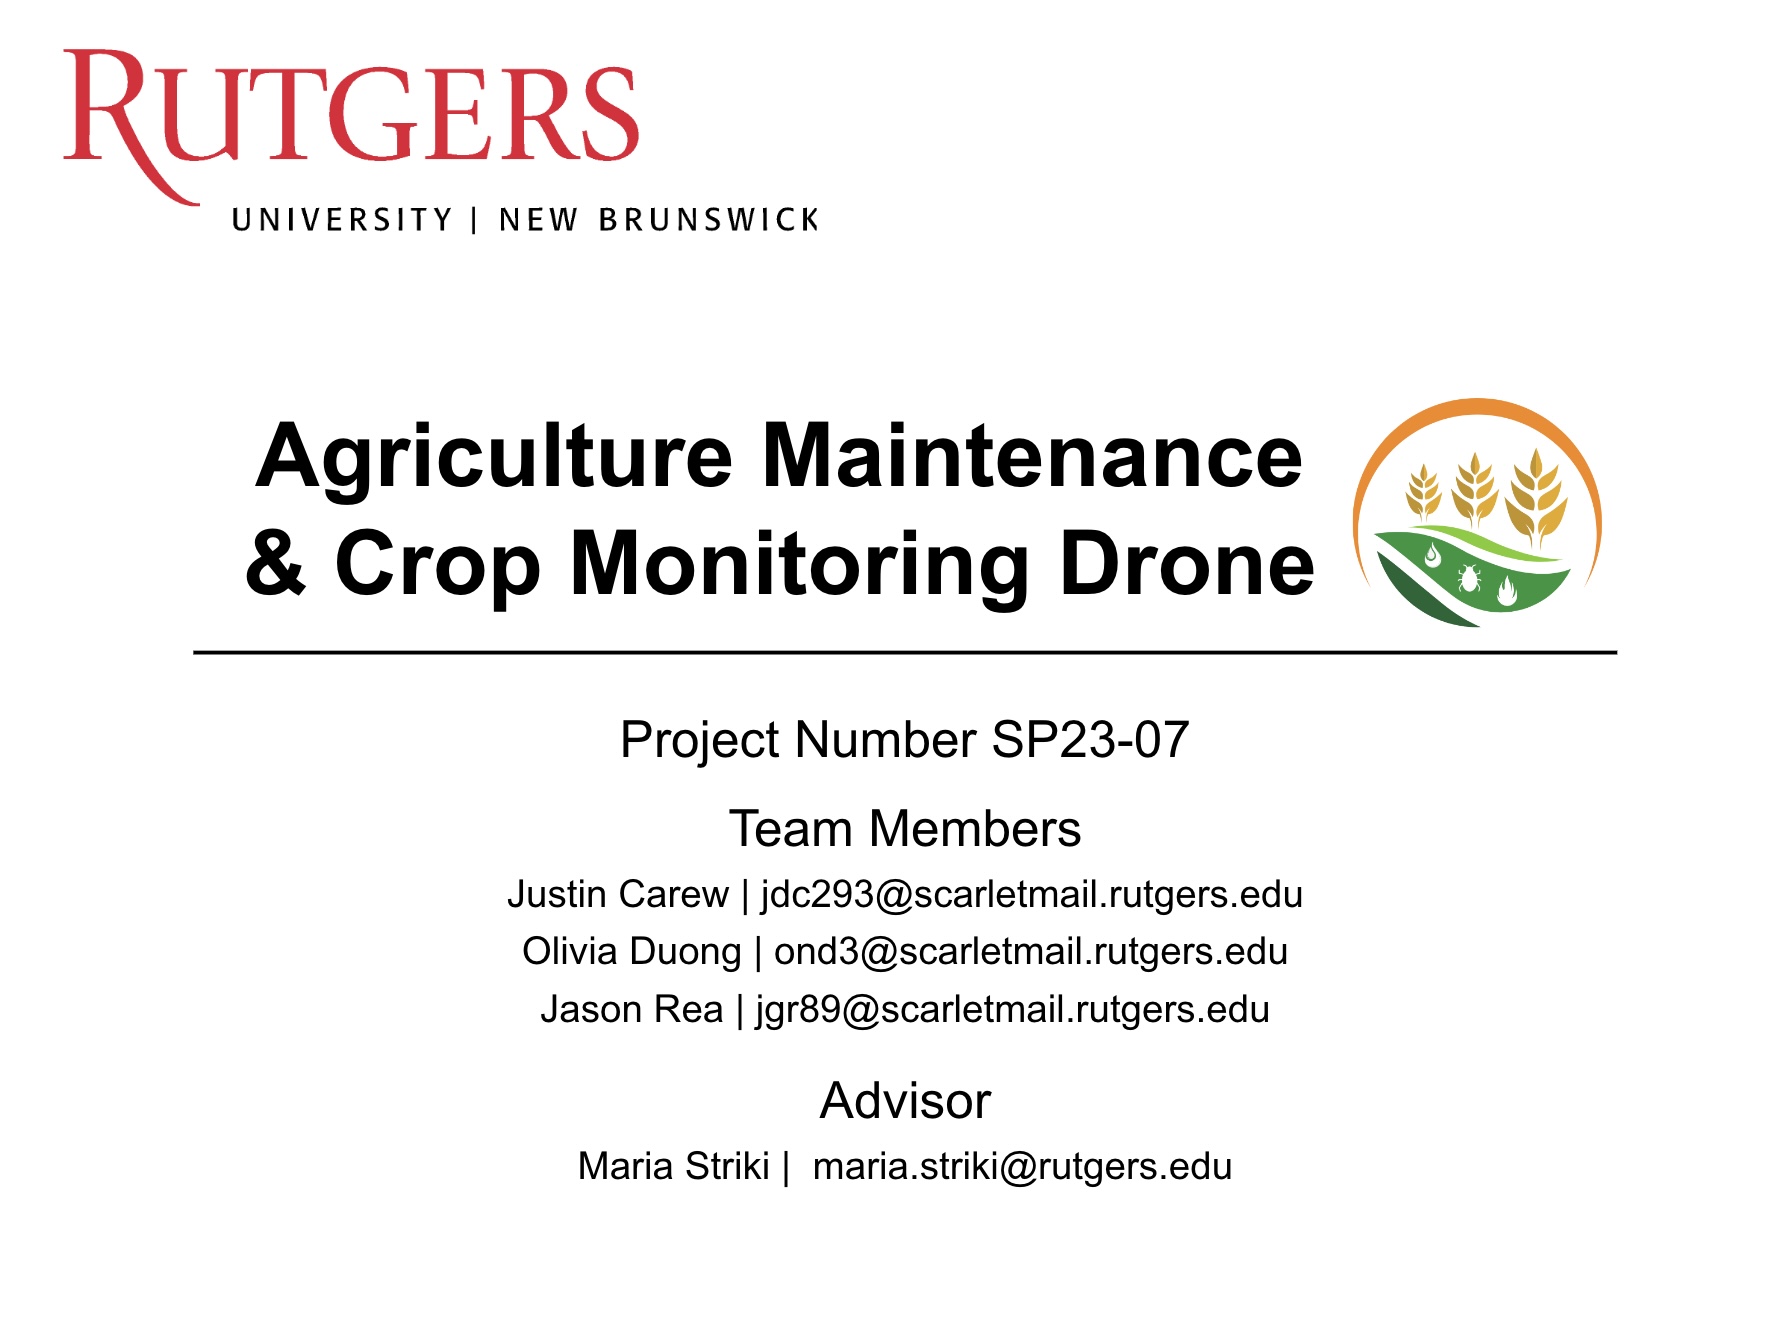 RUTGERS
UNIVERSITY | NEW BRUNSWICK
Agriculture Maintenance
& Crop Monitoring Drone
Project Number SP23-07
Team Members
Justin Carew | jdc293@scarletmail.rutgers.edu
Olivia Duong | ond3@scarletmail.rutgers.edu
Jason Rea | jgr89@scarletmail.rutgers.edu
Advisor
Maria Striki |  maria.striki@rutgers.edu